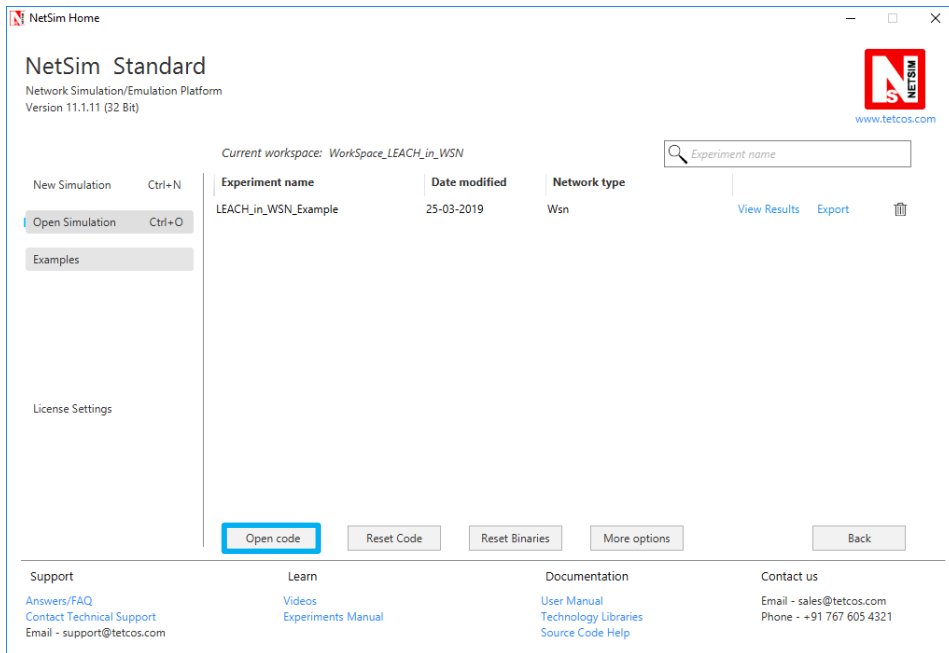 NetSim Home
NetSim Standard
Network Simulation/Emulation Platform
Version 11.1.11 (32 Bit)
NS NETSIM
www.tetcos.com
Current workspace: WorkSpace_LEACH_in_WSN
Experiment name
New Simulation Ctrl+N
Open Simulation Ctrl+O
Examples
License Settings
Experiment name Date modified Network type
LEACH_in_WSN_Example 25-03-2019 Wsn View Results Export
Open code Reset Code Reset Binaries More options Back
Support
Answers/FAQ
Contact Technical Support
Email - support@tetcos.com
Learn
Videos
Experiments Manual
Documentation
User Manual
Technology Libraries
Source Code Help
Contact us
Email - sales@tetcos.com
Phone - +91 767 605 4321